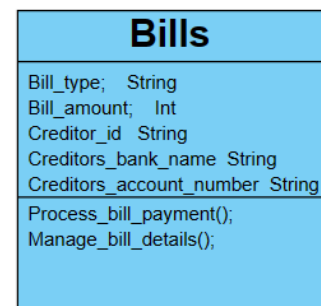 Bills
Bill_type; String
Bill_amount; Int
Creditor_id String
Creditors_bank_name String
Creditors_account_number String
Process_bill_payment();
Manage_bill_details();